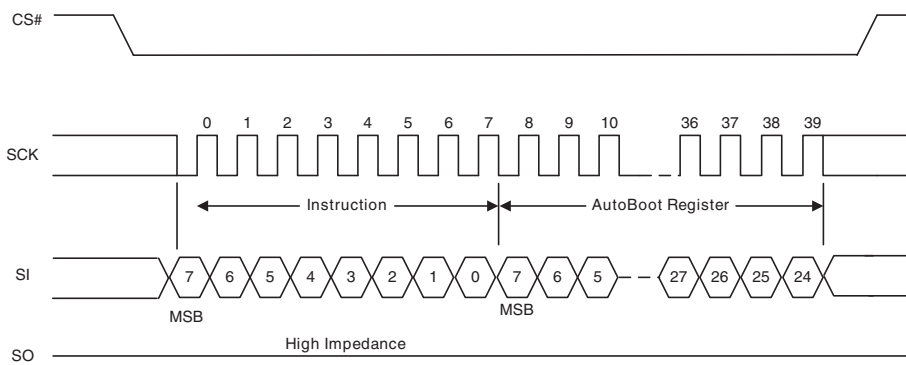 CS#
0 1 2 3 4 5 6 7 8 9 10 36 37 38 39
SCK
Instruction AutoBoot Register
SI 7 6 5 4 3 2 1 0 7 6 5 27 26 25 24
MSB MSB
High Impedance
SO